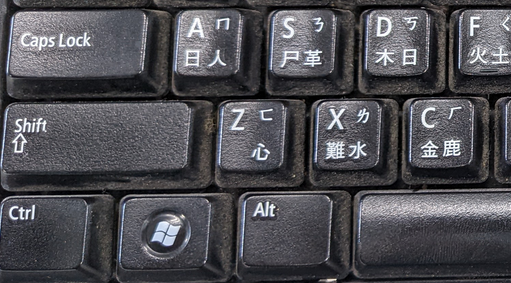 Caps Lock A ㄇ S ㄋ D ㄎ F ㄑ
日人 尸革 木日 火土
Shift Z ㄈ X ㄌ C ㄏ
心 難水 金鹿
Ctrl Alt